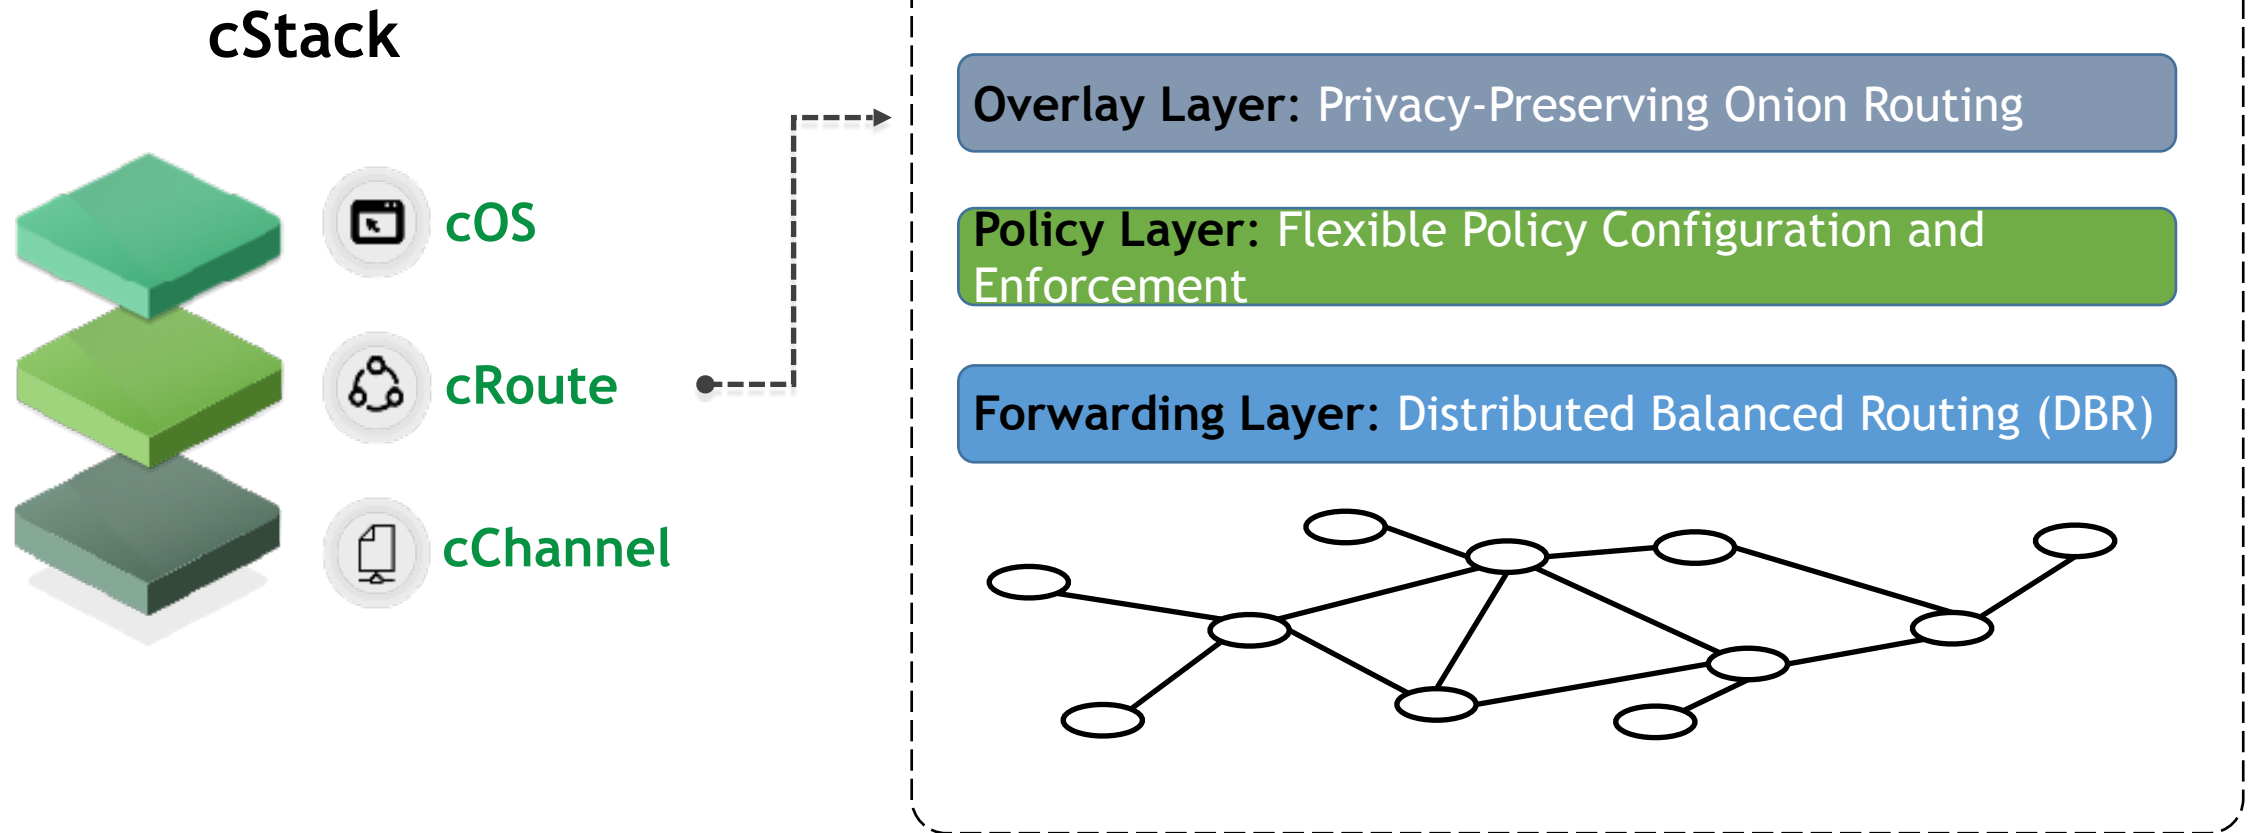 cStack
cOS
cRoute
cChannel
Overlay Layer: Privacy-Preserving Onion Routing
Policy Layer: Flexible Policy Configuration and
Enforcement
Forwarding Layer: Distributed Balanced Routing (DBR)